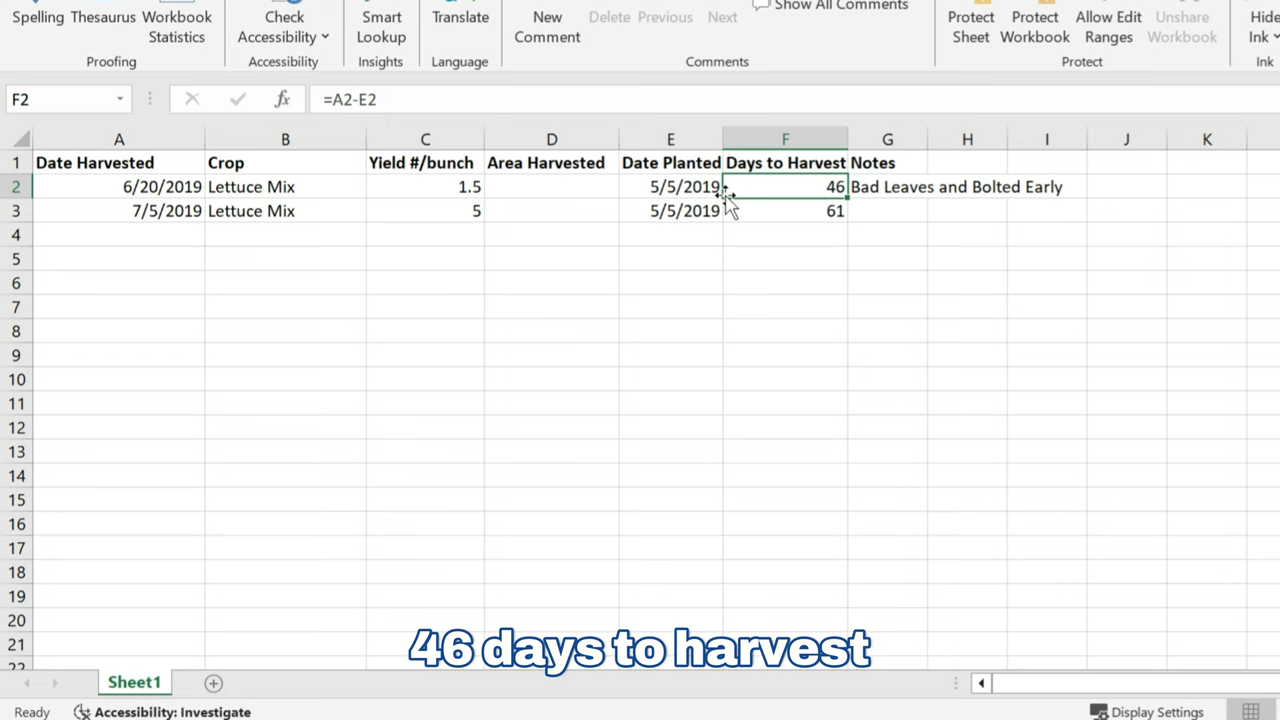 Spelling Thesaurus Workbook Statistics
Check Accessibility
Smart Lookup
Translate
New Comment
Delete Previous Next
Show All Comments
Protect Sheet
Protect Workbook
Allow Edit Ranges
Unshare Workbook
Hide Ink
Proofing Accessibility Insights Language Comments Protect Ink
F2 fx =A2-E2
A B C D E F G H I J K
1 Date Harvested Crop Yield #/bunch Area Harvested Date Planted Days to Harvest Notes
2 6/20/2019 Lettuce Mix 1.5 5/5/2019 46 Bad Leaves and Bolted Early
3 7/5/2019 Lettuce Mix 5 5/5/2019 61
4
5
6
7
8
9
10
11
12
13
14
15
16
17
18
19
20
21
22
46 days to harvest
Sheet1
Ready Accessibility: Investigate Display Settings